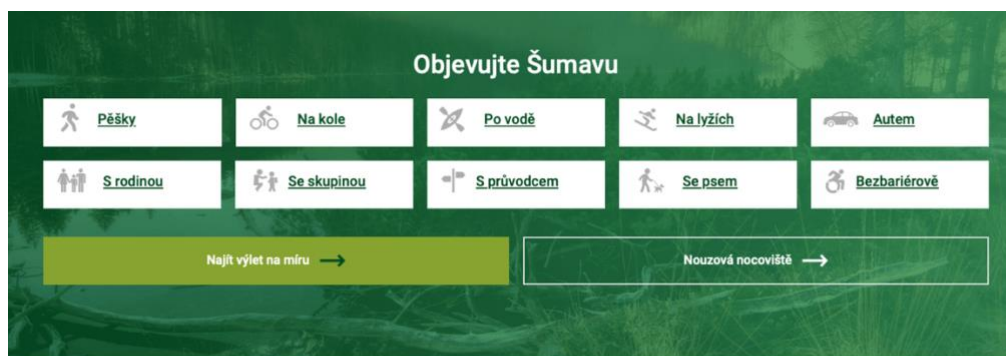 Objevujte Šumavu
Pěšky
Na kole
Po vodě
Na lyžích
Autem
S rodinou
Se skupinou
S průvodcem
Se psem
Bezbariérově
Najít výlet na míru
Nouzová nocoviště